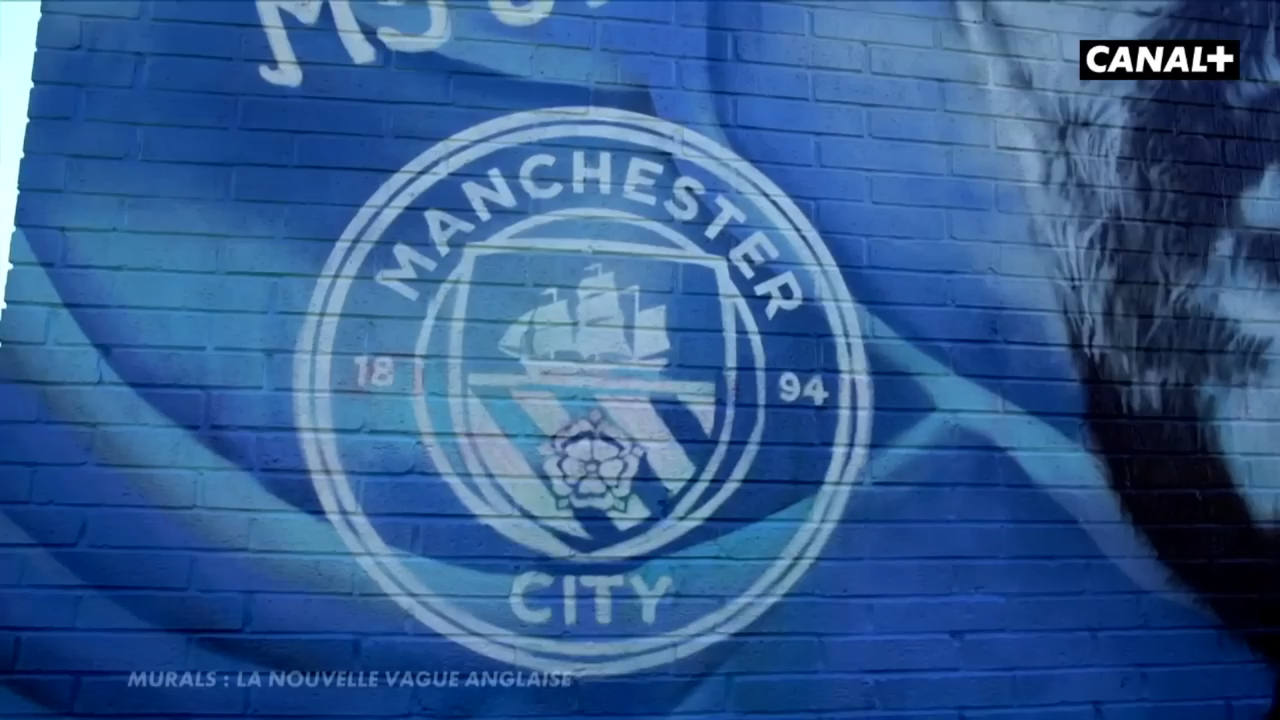 CANAL+
MANCHESTER
18 94
CITY
MURALS : LA NOUVELLE VAGUE ANGLAISE